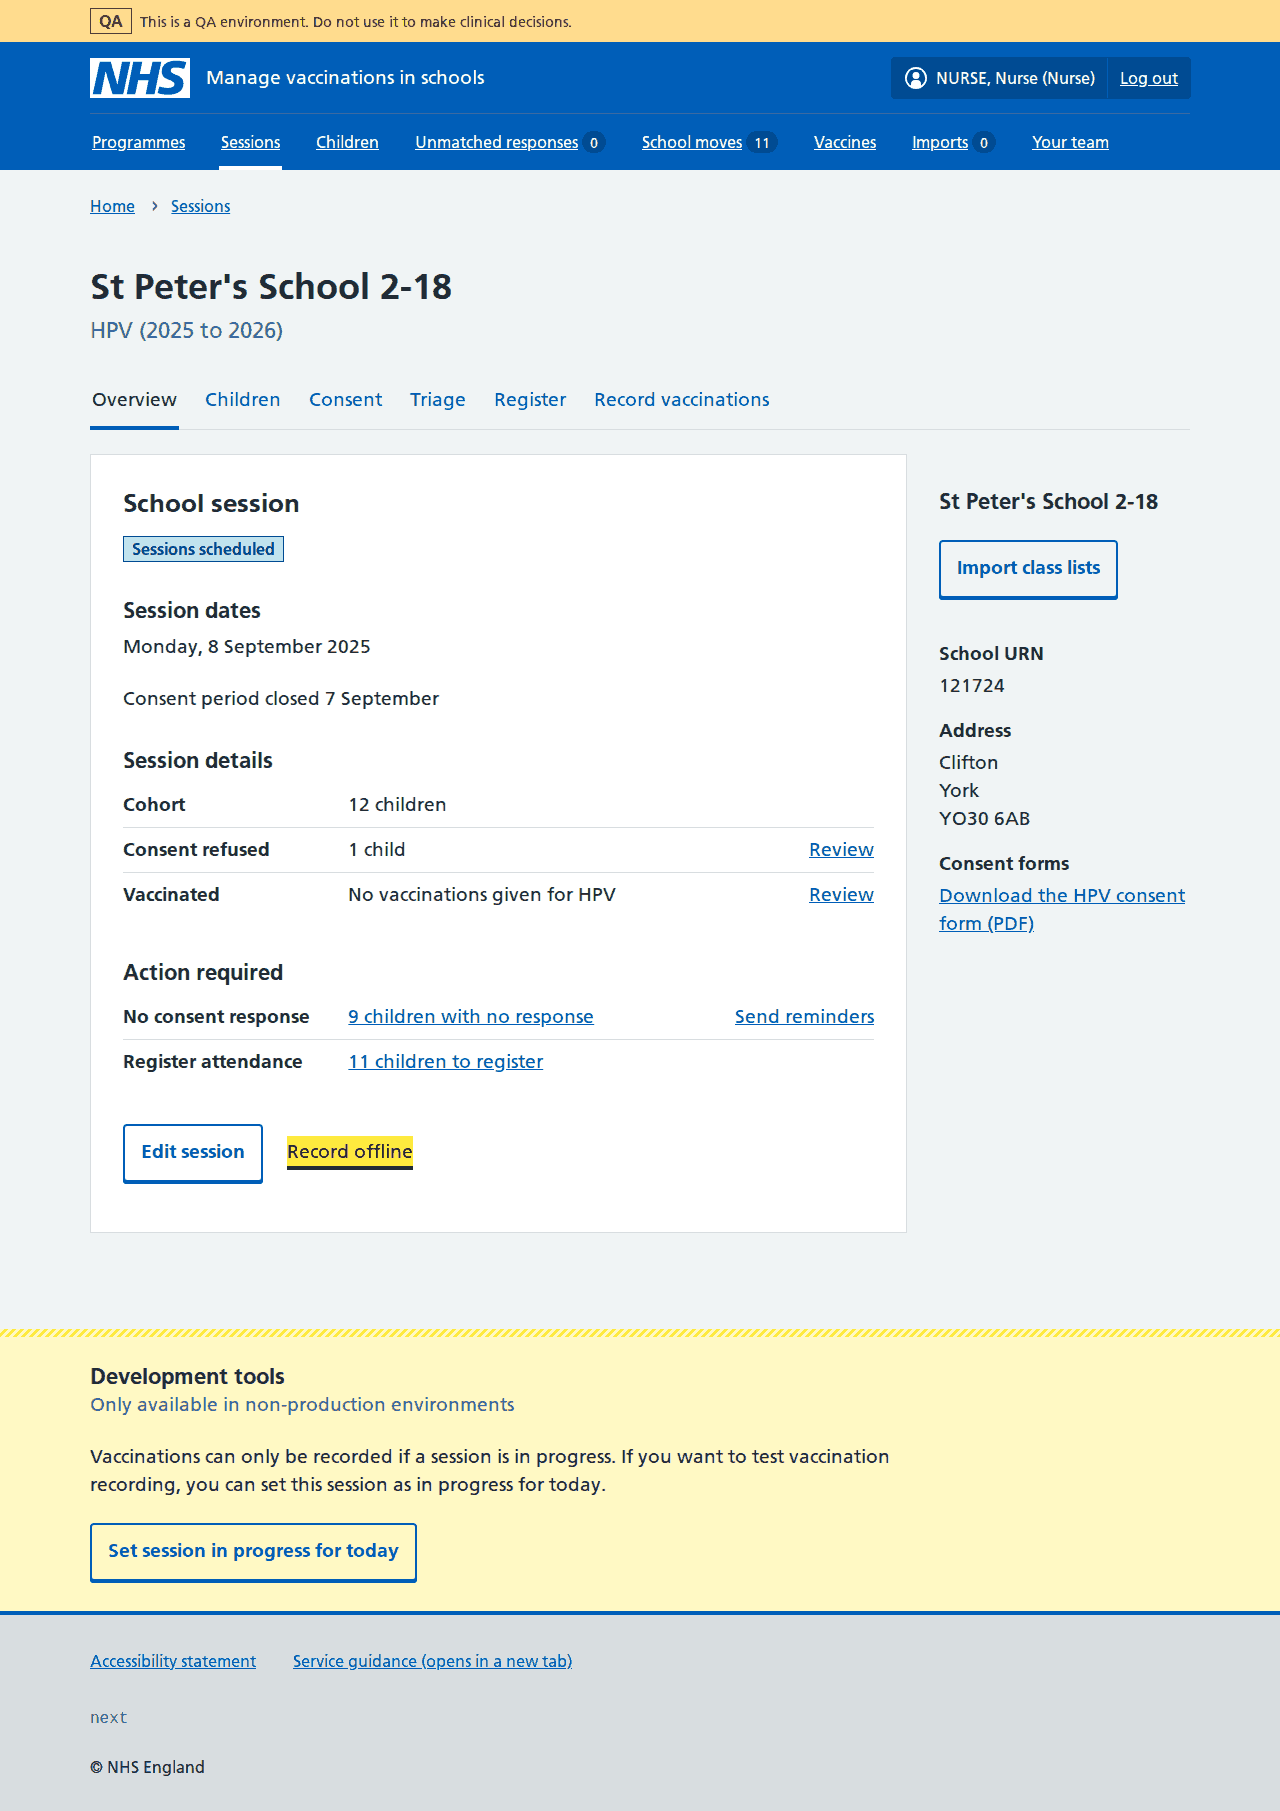 QA This is a QA environment. Do not use it to make clinical decisions.
NHS Manage vaccinations in schools NURSE, Nurse (Nurse) Log out
Programmes Sessions Children Unmatched responses 0 School moves 11 Vaccines Imports 0 Your team
Home › Sessions
St Peter's School 2-18
HPV (2025 to 2026)
Overview Children Consent Triage Register Record vaccinations
School session
Sessions scheduled
Session dates
Monday, 8 September 2025
Consent period closed 7 September
Session details
Cohort 12 children
Consent refused 1 child Review
Vaccinated No vaccinations given for HPV Review
Action required
No consent response 9 children with no response Send reminders
Register attendance 11 children to register
Edit session Record offline
St Peter's School 2-18
Import class lists
School URN
121724
Address
Clifton
York
YO30 6AB
Consent forms
Download the HPV consent
form (PDF)
Development tools
Only available in non-production environments
Vaccinations can only be recorded if a session is in progress. If you want to test vaccination
recording, you can set this session as in progress for today.
Set session in progress for today
Accessibility statement Service guidance (opens in a new tab)
next
© NHS England